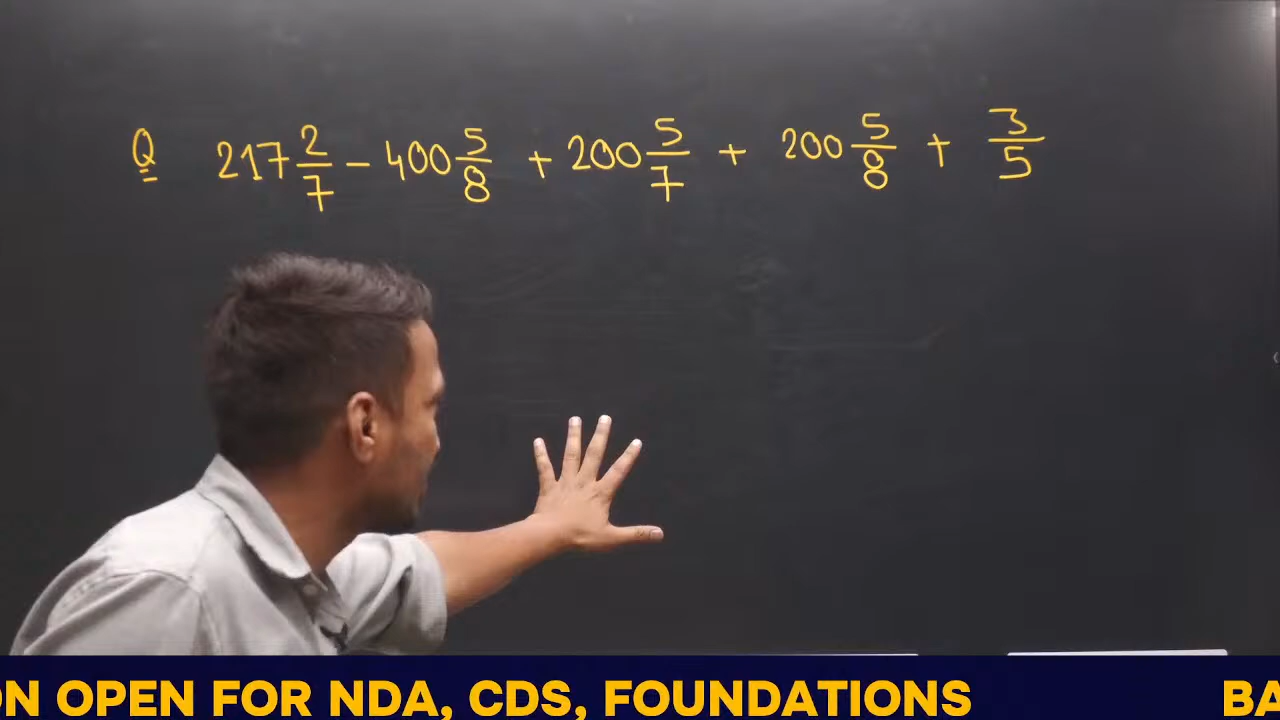 Q 217 2/7 - 400 5/8 + 200 5/7 + 200 5/8 + 3/5
ON OPEN FOR NDA, CDS, FOUNDATIONS BA